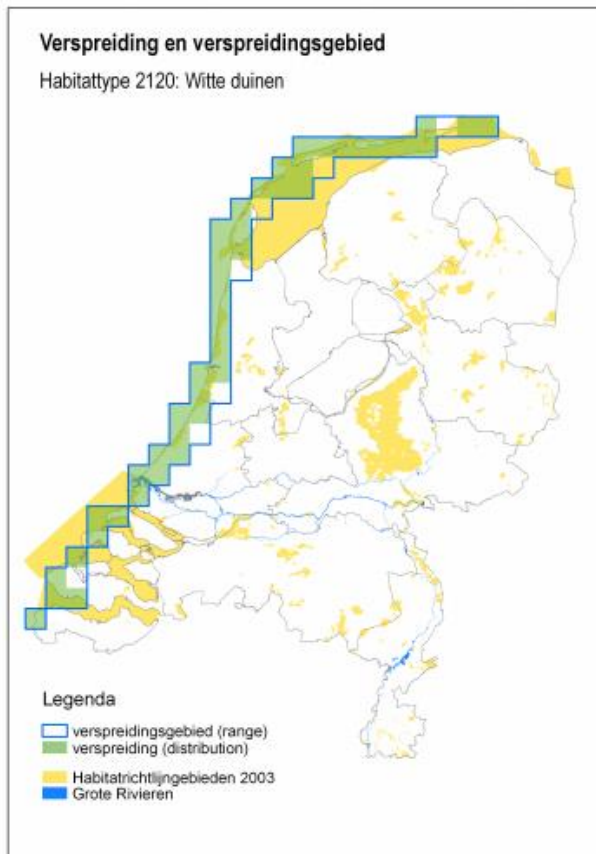 Verspreiding en verspreidingsgebied
Habitattype 2120: Witte duinen
Legenda
verspreidingsgebied (range)
verspreiding (distribution)
Habitatrichtlijngebieden 2003
Grote Rivieren